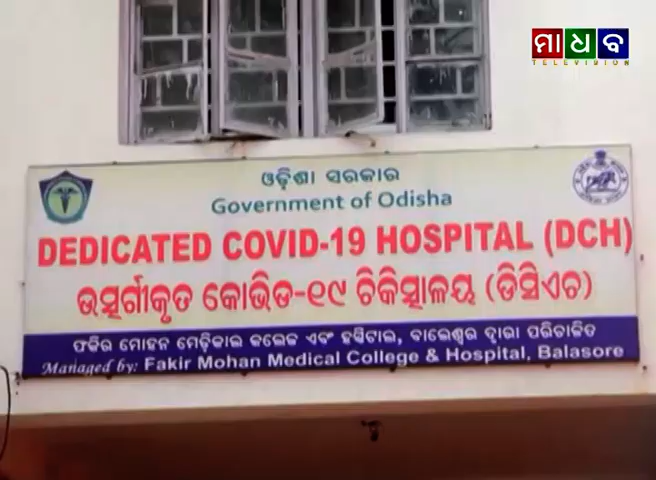 ମାଧବ
TELEVISION
ଓଡ଼ିଶା ସରକାର
Government of Odisha
DEDICATED COVID-19 HOSPITAL (DCH)
ଉତ୍ସର୍ଗୀକୃତ କୋଭିଡ-୧୯ ଚିକିତ୍ସାଳୟ (ଡିସିଏଚ)
ଫକିର ମୋହନ ମେଡ଼ିକାଲ କଲେଜ ଏବଂ ହସ୍ପିଟାଲ, ବାଲେଶ୍ୱର ଦ୍ୱାରା ପରିଚାଳିତ
Managed by: Fakir Mohan Medical College & Hospital, Balasore